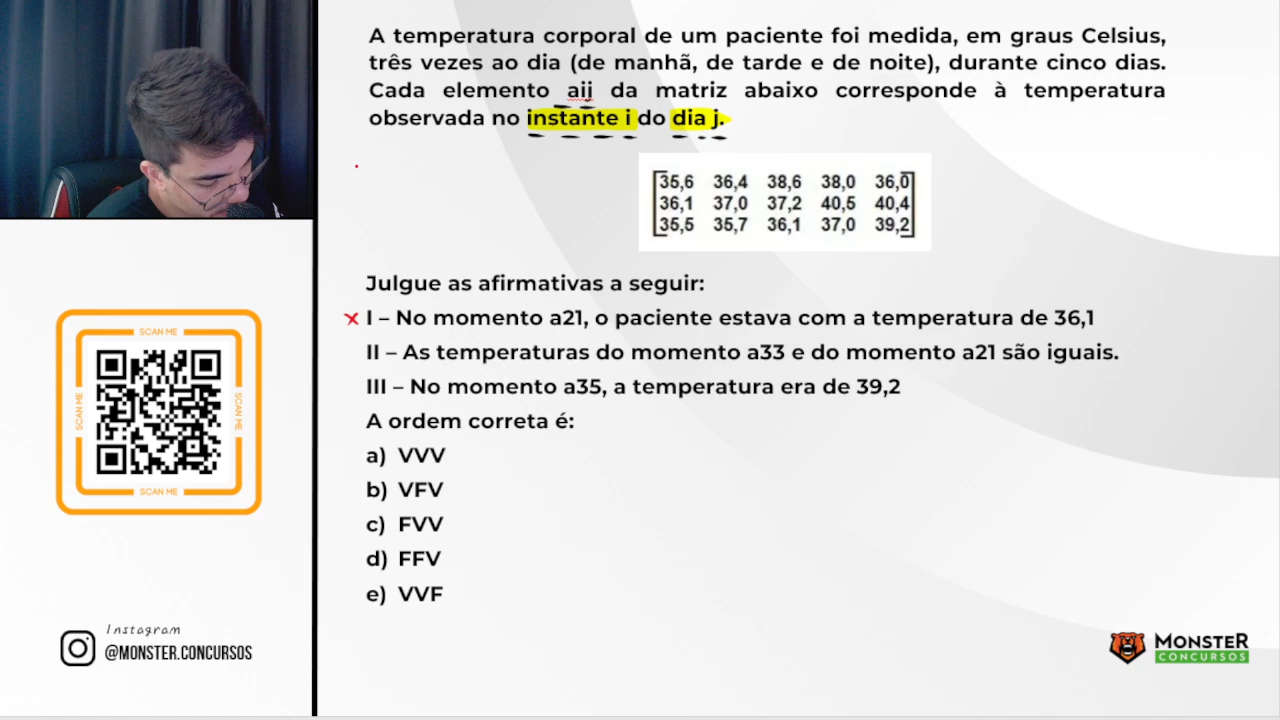 A temperatura corporal de um paciente foi medida, em graus Celsius,
três vezes ao dia (de manhã, de tarde e de noite), durante cinco dias.
Cada elemento aij da matriz abaixo corresponde à temperatura
observada no instante i do dia j.
35,6 36,4 38,6 38,0 36,0
36,1 37,0 37,2 40,5 40,4
35,5 35,7 36,1 37,0 39,2
Julgue as afirmativas a seguir:
I – No momento a21, o paciente estava com a temperatura de 36,1
II – As temperaturas do momento a33 e do momento a21 são iguais.
III – No momento a35, a temperatura era de 39,2
A ordem correta é:
a) VVV
b) VFV
c) FVV
d) FFV
e) VVF
SCAN ME
SCAN ME
SCAN ME
SCAN ME
Instagram
@MONSTER.CONCURSOS
MONSTER
CONCURSOS